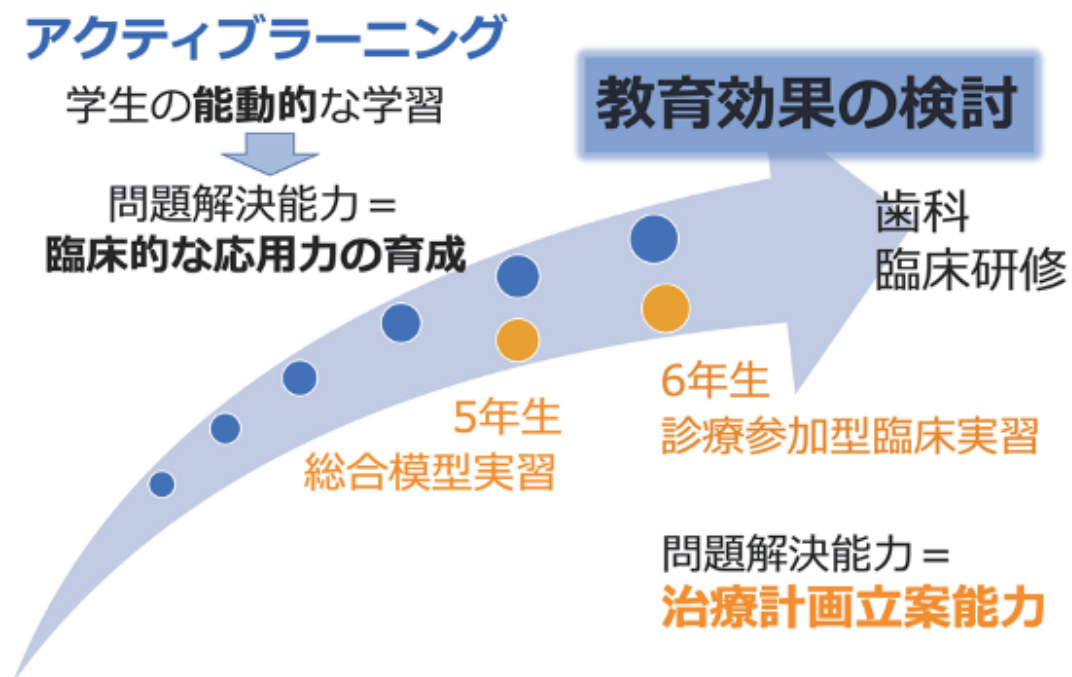 アクティブラーニング
学生の能動的な学習
問題解決能力＝
臨床的な応用力の育成
教育効果の検討
歯科
臨床研修
5年生
総合模型実習
6年生
診療参加型臨床実習
問題解決能力＝
治療計画立案能力